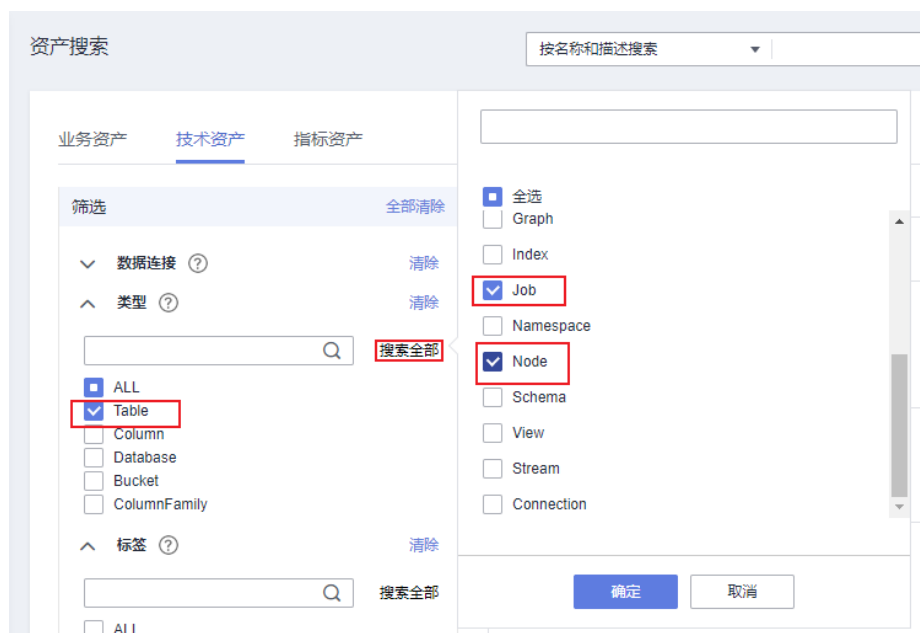 资产搜索
按名称和描述搜索
业务资产 技术资产 指标资产
筛选 全部清除
数据连接 ? 清除
类型 ? 清除
搜索全部
ALL
Table
Column
Database
Bucket
ColumnFamily
标签 ? 清除
搜索全部
ALL
全选
Graph
Index
Job
Namespace
Node
Schema
View
Stream
Connection
确定 取消